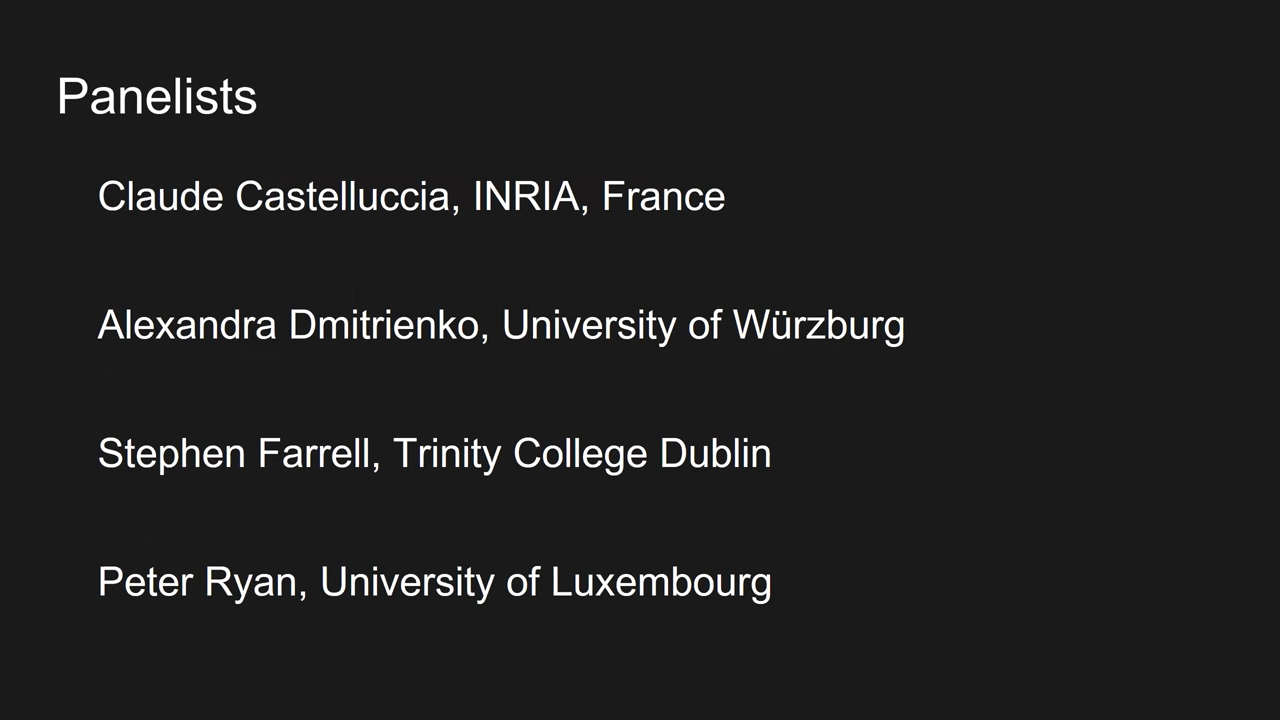 Panelists
Claude Castelluccia, INRIA, France
Alexandra Dmitrienko, University of Würzburg
Stephen Farrell, Trinity College Dublin
Peter Ryan, University of Luxembourg